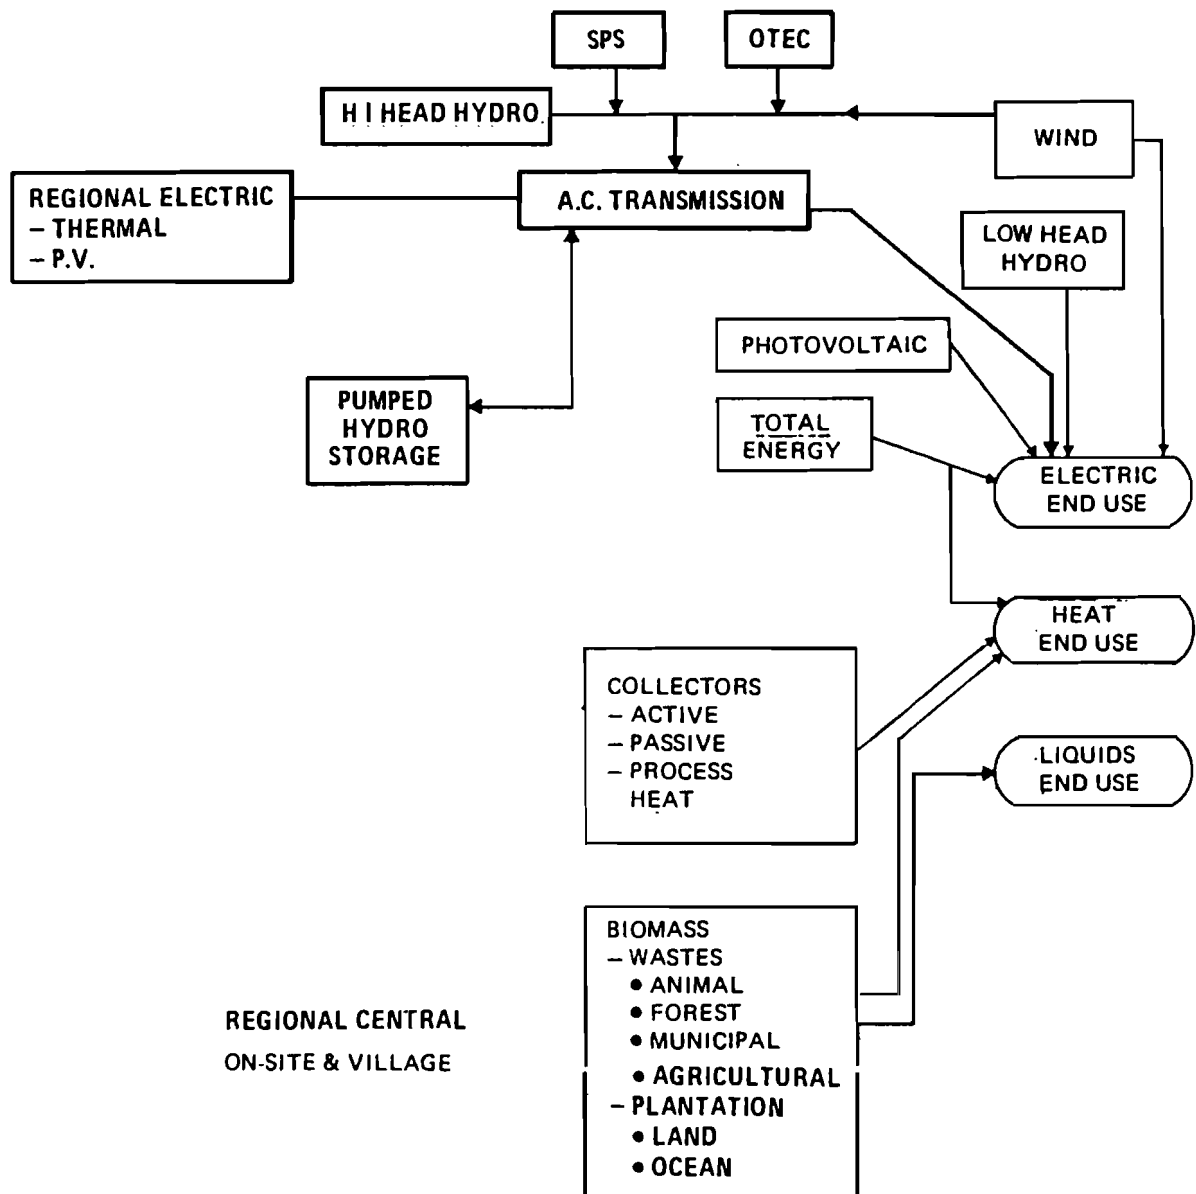 SPS
OTEC
HI HEAD HYDRO
WIND
REGIONAL ELECTRIC
– THERMAL
– P.V.
A.C. TRANSMISSION
LOW HEAD
HYDRO
PHOTOVOLTAIC
PUMPED
HYDRO
STORAGE
TOTAL
ENERGY
ELECTRIC
END USE
HEAT
END USE
COLLECTORS
– ACTIVE
– PASSIVE
– PROCESS
HEAT
LIQUIDS
END USE
BIOMASS
– WASTES
• ANIMAL
• FOREST
• MUNICIPAL
• AGRICULTURAL
– PLANTATION
• LAND
• OCEAN
REGIONAL CENTRAL
ON-SITE & VILLAGE